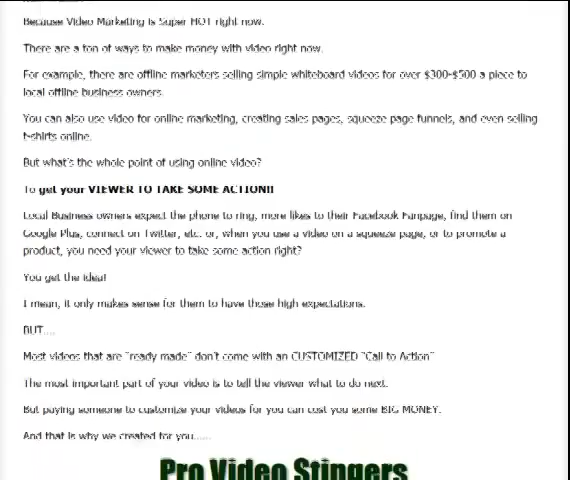 Because Video Marketing is Super HOT right now.
There are a ton of ways to make money with video right now.
For example, there are offline marketers selling simple whiteboard videos for over $300-$500 a piece to
local offline business owners.
You can also use video for online marketing, creating sales pages, squeeze page funnels, and even selling
t-shirts online.
But what's the whole point of using online video?
To get your VIEWER TO TAKE SOME ACTION!!
Local Business owners expect the phone to ring, more likes to their Facebook Fanpage, find them on
Google Plus, connect on Twitter, etc. or, when you use a video on a squeeze page, or to promote a
product, you need your viewer to take some action right?
You get the idea!
I mean, it only makes sense for them to have those high expectations.
BUT....
Most videos that are "ready made" don't come with an CUSTOMIZED "Call to Action"
The most important part of your video is to tell the viewer what to do next.
But paying someone to customize your videos for you can cost you some BIG MONEY.
And that is why we created for you.....
Pro Video Stingers